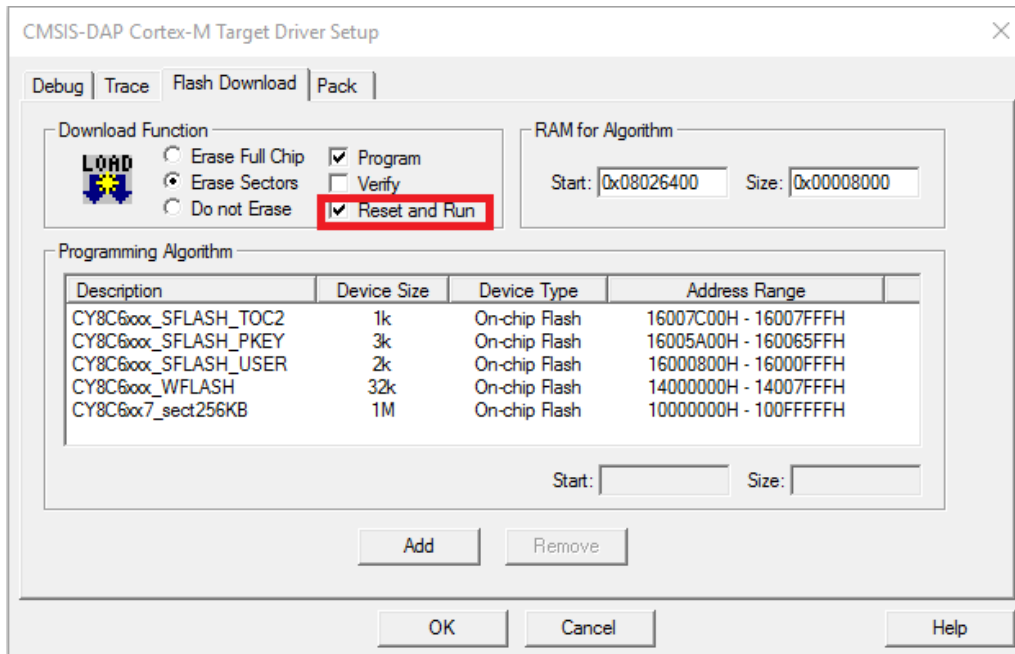 CMSIS-DAP Cortex-M Target Driver Setup
Debug Trace Flash Download Pack
Download Function
LOAD
Erase Full Chip
Program
Erase Sectors
Verify
Do not Erase
Reset and Run
RAM for Algorithm
Start: 0x08026400 Size: 0x00008000
Programming Algorithm
Description Device Size Device Type Address Range
CY8C6xxx_SFLASH_TOC2 1k On-chip Flash 16007C00H - 16007FFFH
CY8C6xxx_SFLASH_PKEY 3k On-chip Flash 16005A00H - 160065FFH
CY8C6xxx_SFLASH_USER 2k On-chip Flash 16000800H - 16000FFFH
CY8C6xxx_WFLASH 32k On-chip Flash 14000000H - 14007FFFH
CY8C6xx7_sect256KB 1M On-chip Flash 10000000H - 100FFFFFH
Start: Size:
Add Remove
OK Cancel Help